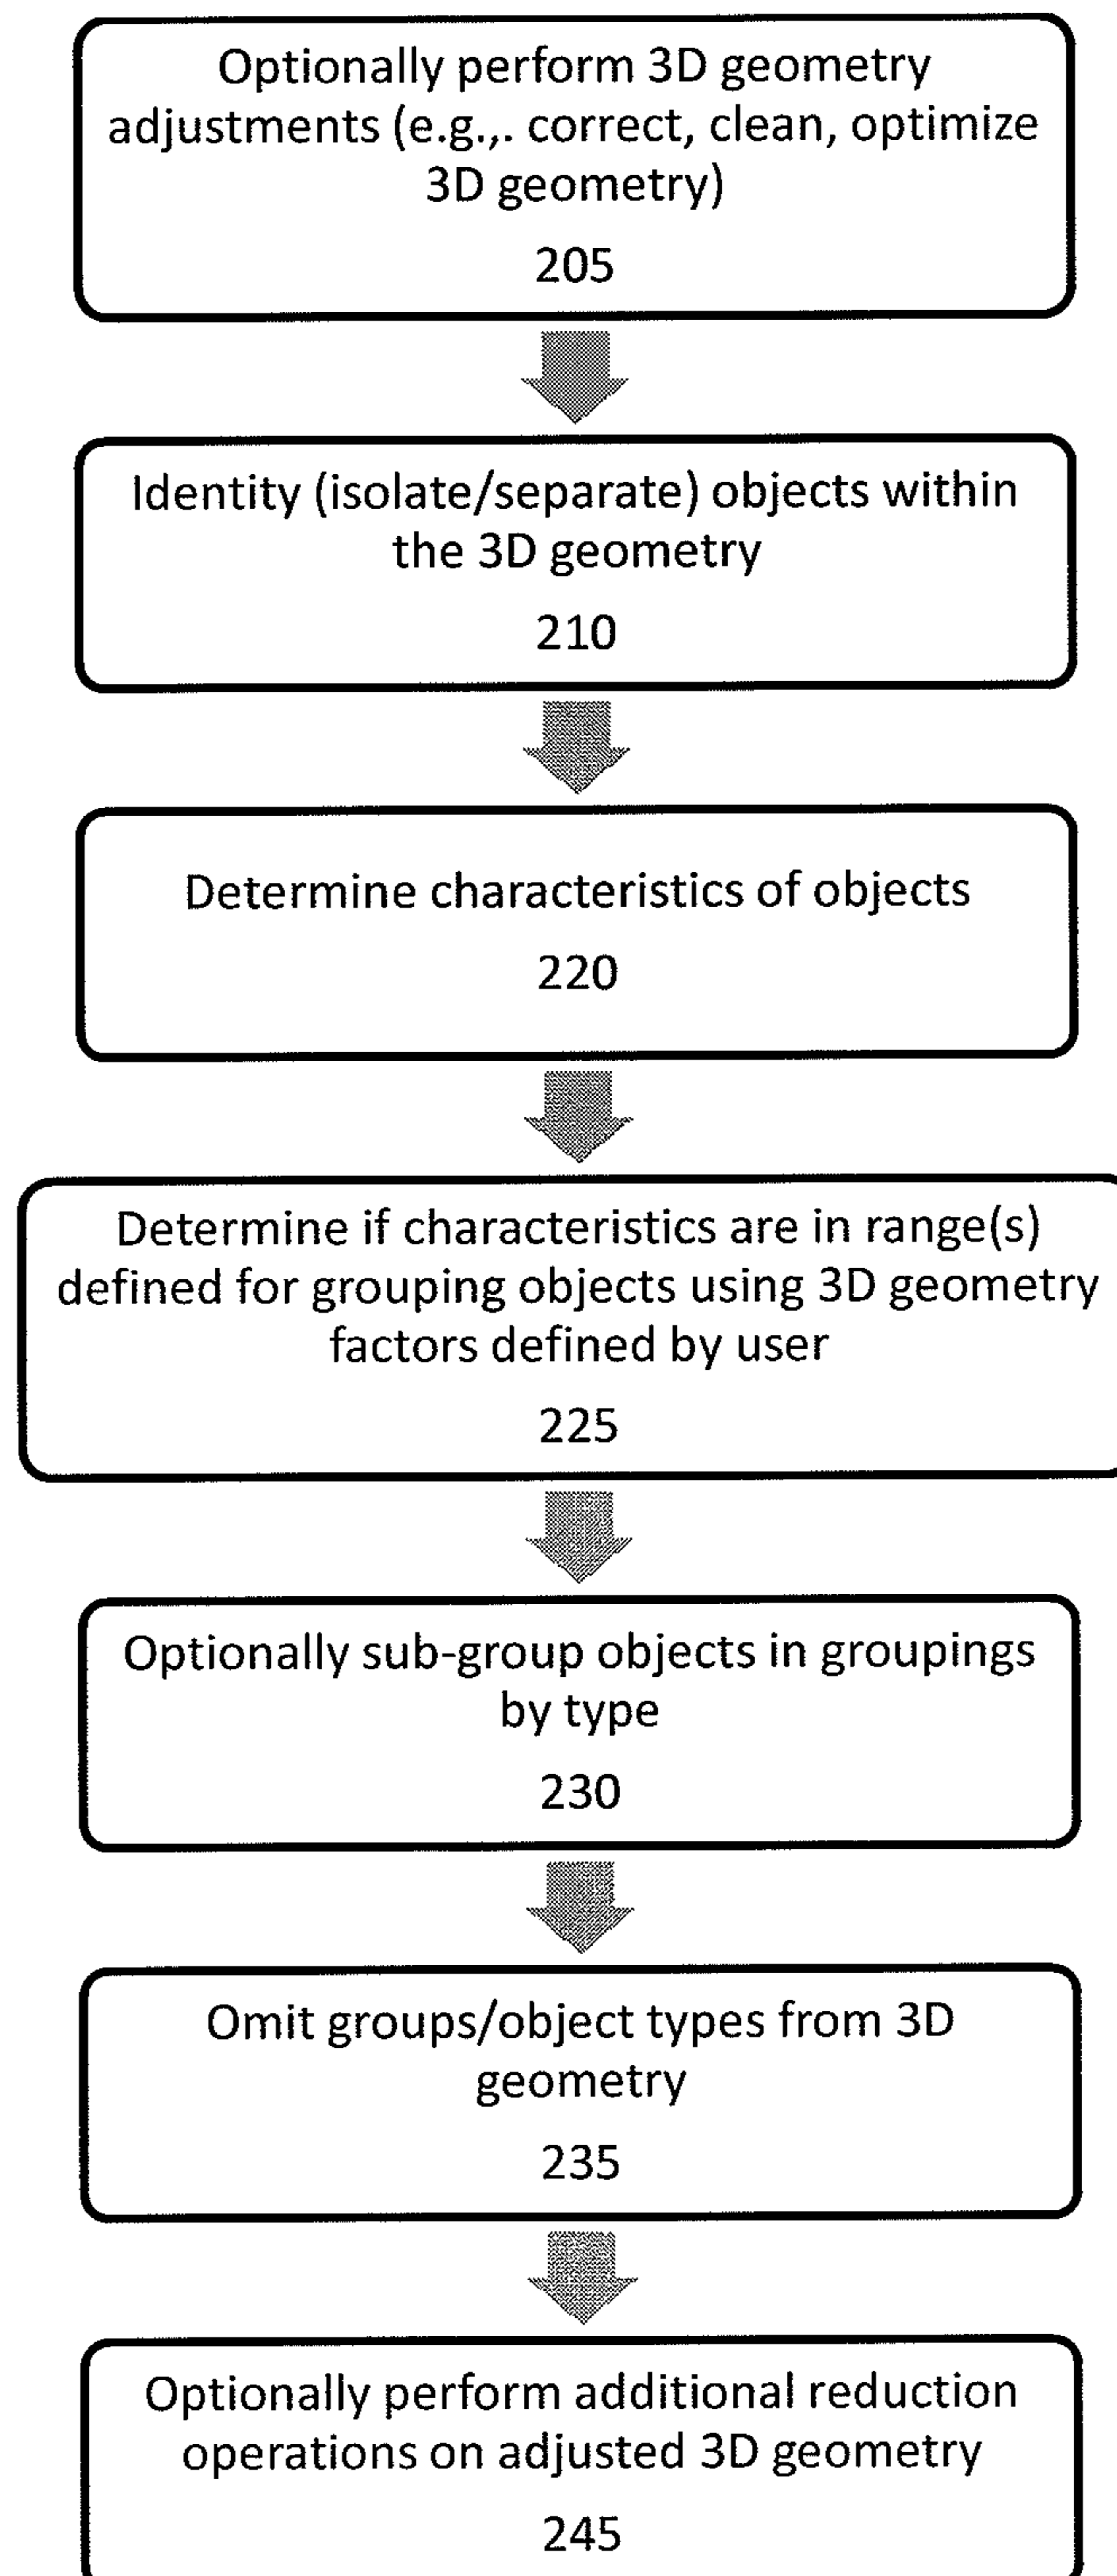 Optionally perform 3D geometry
adjustments (e.g.,. correct, clean, optimize
3D geometry)
205
Identity (isolate/separate) objects within
the 3D geometry
210
Determine characteristics of objects
220
Determine if characteristics are in range(s)
defined for grouping objects using 3D geometry
factors defined by user
225
Optionally sub-group objects in groupings
by type
230
Omit groups/object types from 3D
geometry
235
Optionally perform additional reduction
operations on adjusted 3D geometry
245